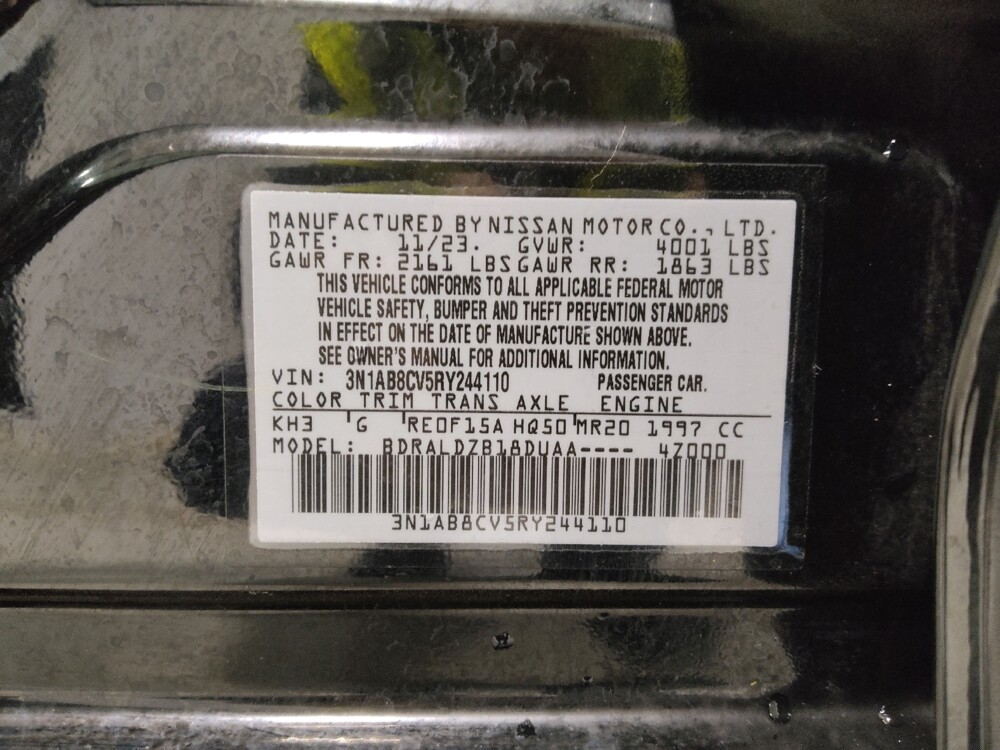 MANUFACTURED BY NISSAN MOTOR CO., LTD.
DATE: 11/23. GVWR: 4001 LBS
GAWR FR: 2161 LBS GAWR RR: 1863 LBS
THIS VEHICLE CONFORMS TO ALL APPLICABLE FEDERAL MOTOR
VEHICLE SAFETY, BUMPER AND THEFT PREVENTION STANDARDS
IN EFFECT ON THE DATE OF MANUFACTURE SHOWN ABOVE.
SEE OWNER'S MANUAL FOR ADDITIONAL INFORMATION.
VIN: 3N1AB8CV5RY244110 PASSENGER CAR.
COLOR TRIM TRANS AXLE ENGINE
KH3 G RE0F15A HQ50 MR20 1997 CC
MODEL: BDRALDZB18DUAA---- 4Z000
3N1AB8CV5RY244110